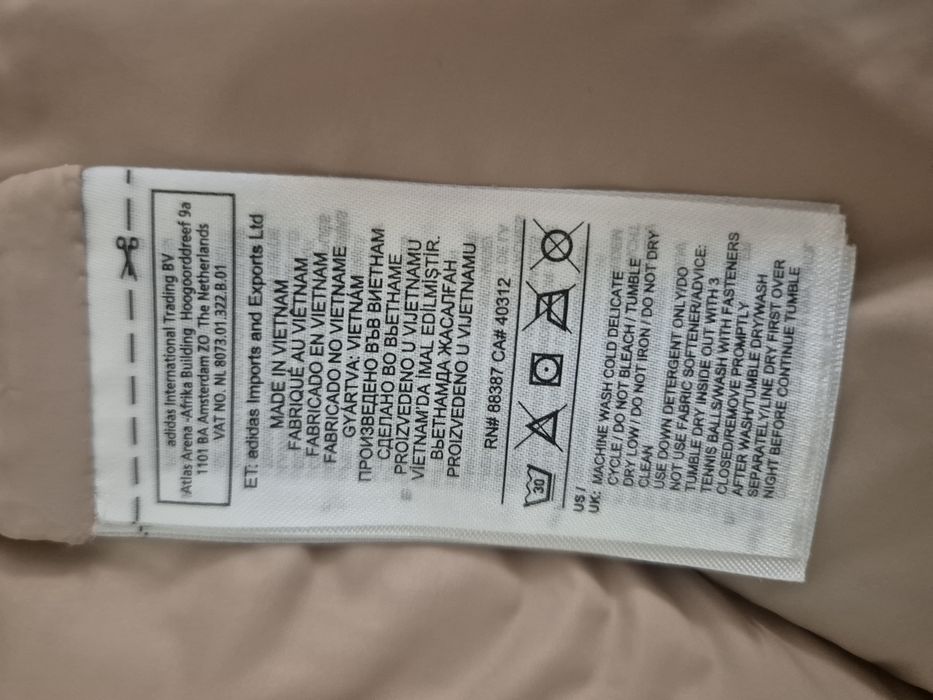 adidas International Trading BV
Atlas Arena -Afrika Building Hoogoorddreef 9a
1101 BA Amsterdam ZO The Netherlands
VAT NO. NL 8073.01.322.B.01
ET: adidas Imports and Exports Ltd
MADE IN VIETNAM
FABRIQUÉ AU VIÊTNAM
FABRICADO EN VIETNAM
FABRICADO NO VIETNAME
GYÁRTVA: VIETNAM
ПРОИЗВЕДЕНО ВЪВ ВИЕТНАМ
СДЕЛАНО ВО ВЬЕТНАМЕ
PROIZVEDENO U VIJETNAMU
VİETNAM'DA IMAL EDİLMİŞTİR.
ВЬЕТНАМДА ЖАСАЛҒАН
PROIZVEDENO U VIJETNAMU
RN# 88387 CA# 40312
30
US /
UK: MACHINE WASH COLD DELICATE
CYCLE / DO NOT BLEACH / TUMBLE
DRY LOW / DO NOT IRON / DO NOT DRY
CLEAN
USE DOWN DETERGENT ONLY/DO
NOT USE FABRIC SOFTENER/ADVICE:
TUMBLE DRY INSIDE OUT WITH 3
TENNIS BALLS/WASH WITH FASTENERS
CLOSED/REMOVE PROMPTLY
AFTER WASH/TUMBLE DRY/WASH
SEPARATELY/LINE DRY FIRST OVER
NIGHT BEFORE CONTINUE TUMBLE